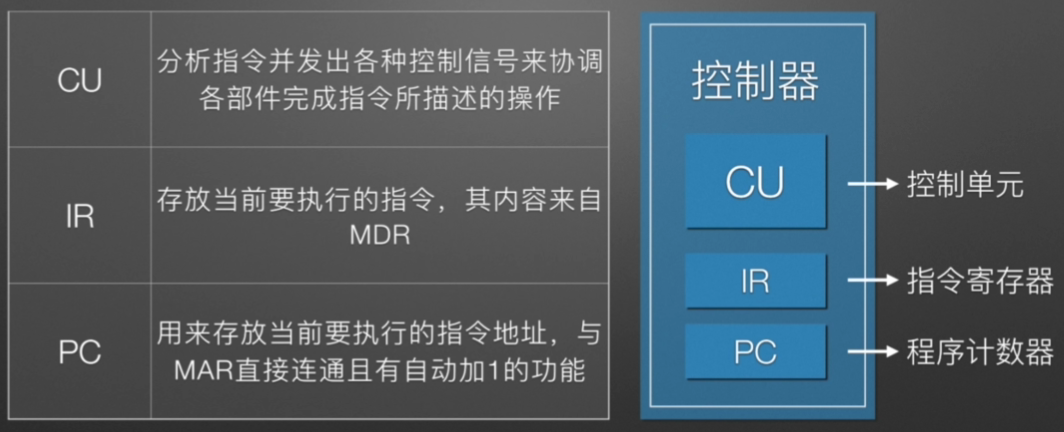 CU
分析指令并发出各种控制信号来协调
各部件完成指令所描述的操作
IR
存放当前要执行的指令，其内容来自
MDR
PC
用来存放当前要执行的指令地址，与
MAR直接连通且有自动加1的功能
控制器
CU
控制单元
IR
指令寄存器
PC
程序计数器